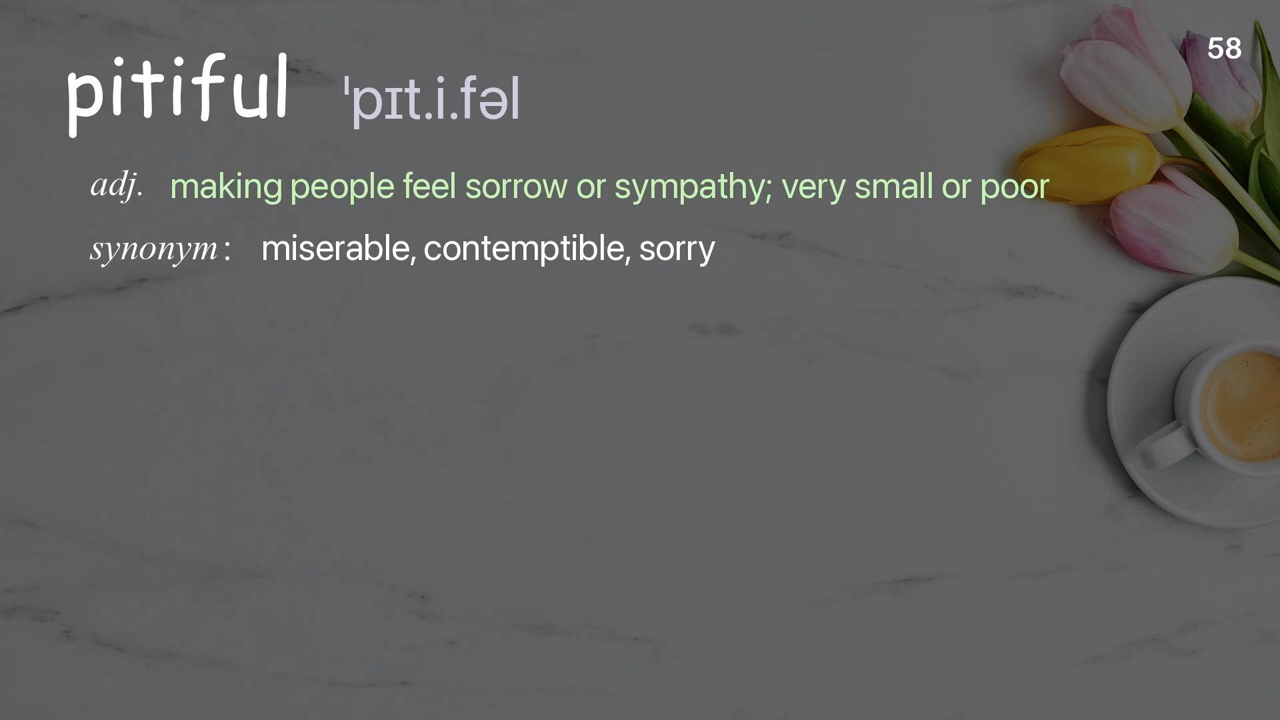 58
pitiful ˈpɪt.i.fəl
adj. making people feel sorrow or sympathy; very small or poor
synonym: miserable, contemptible, sorry